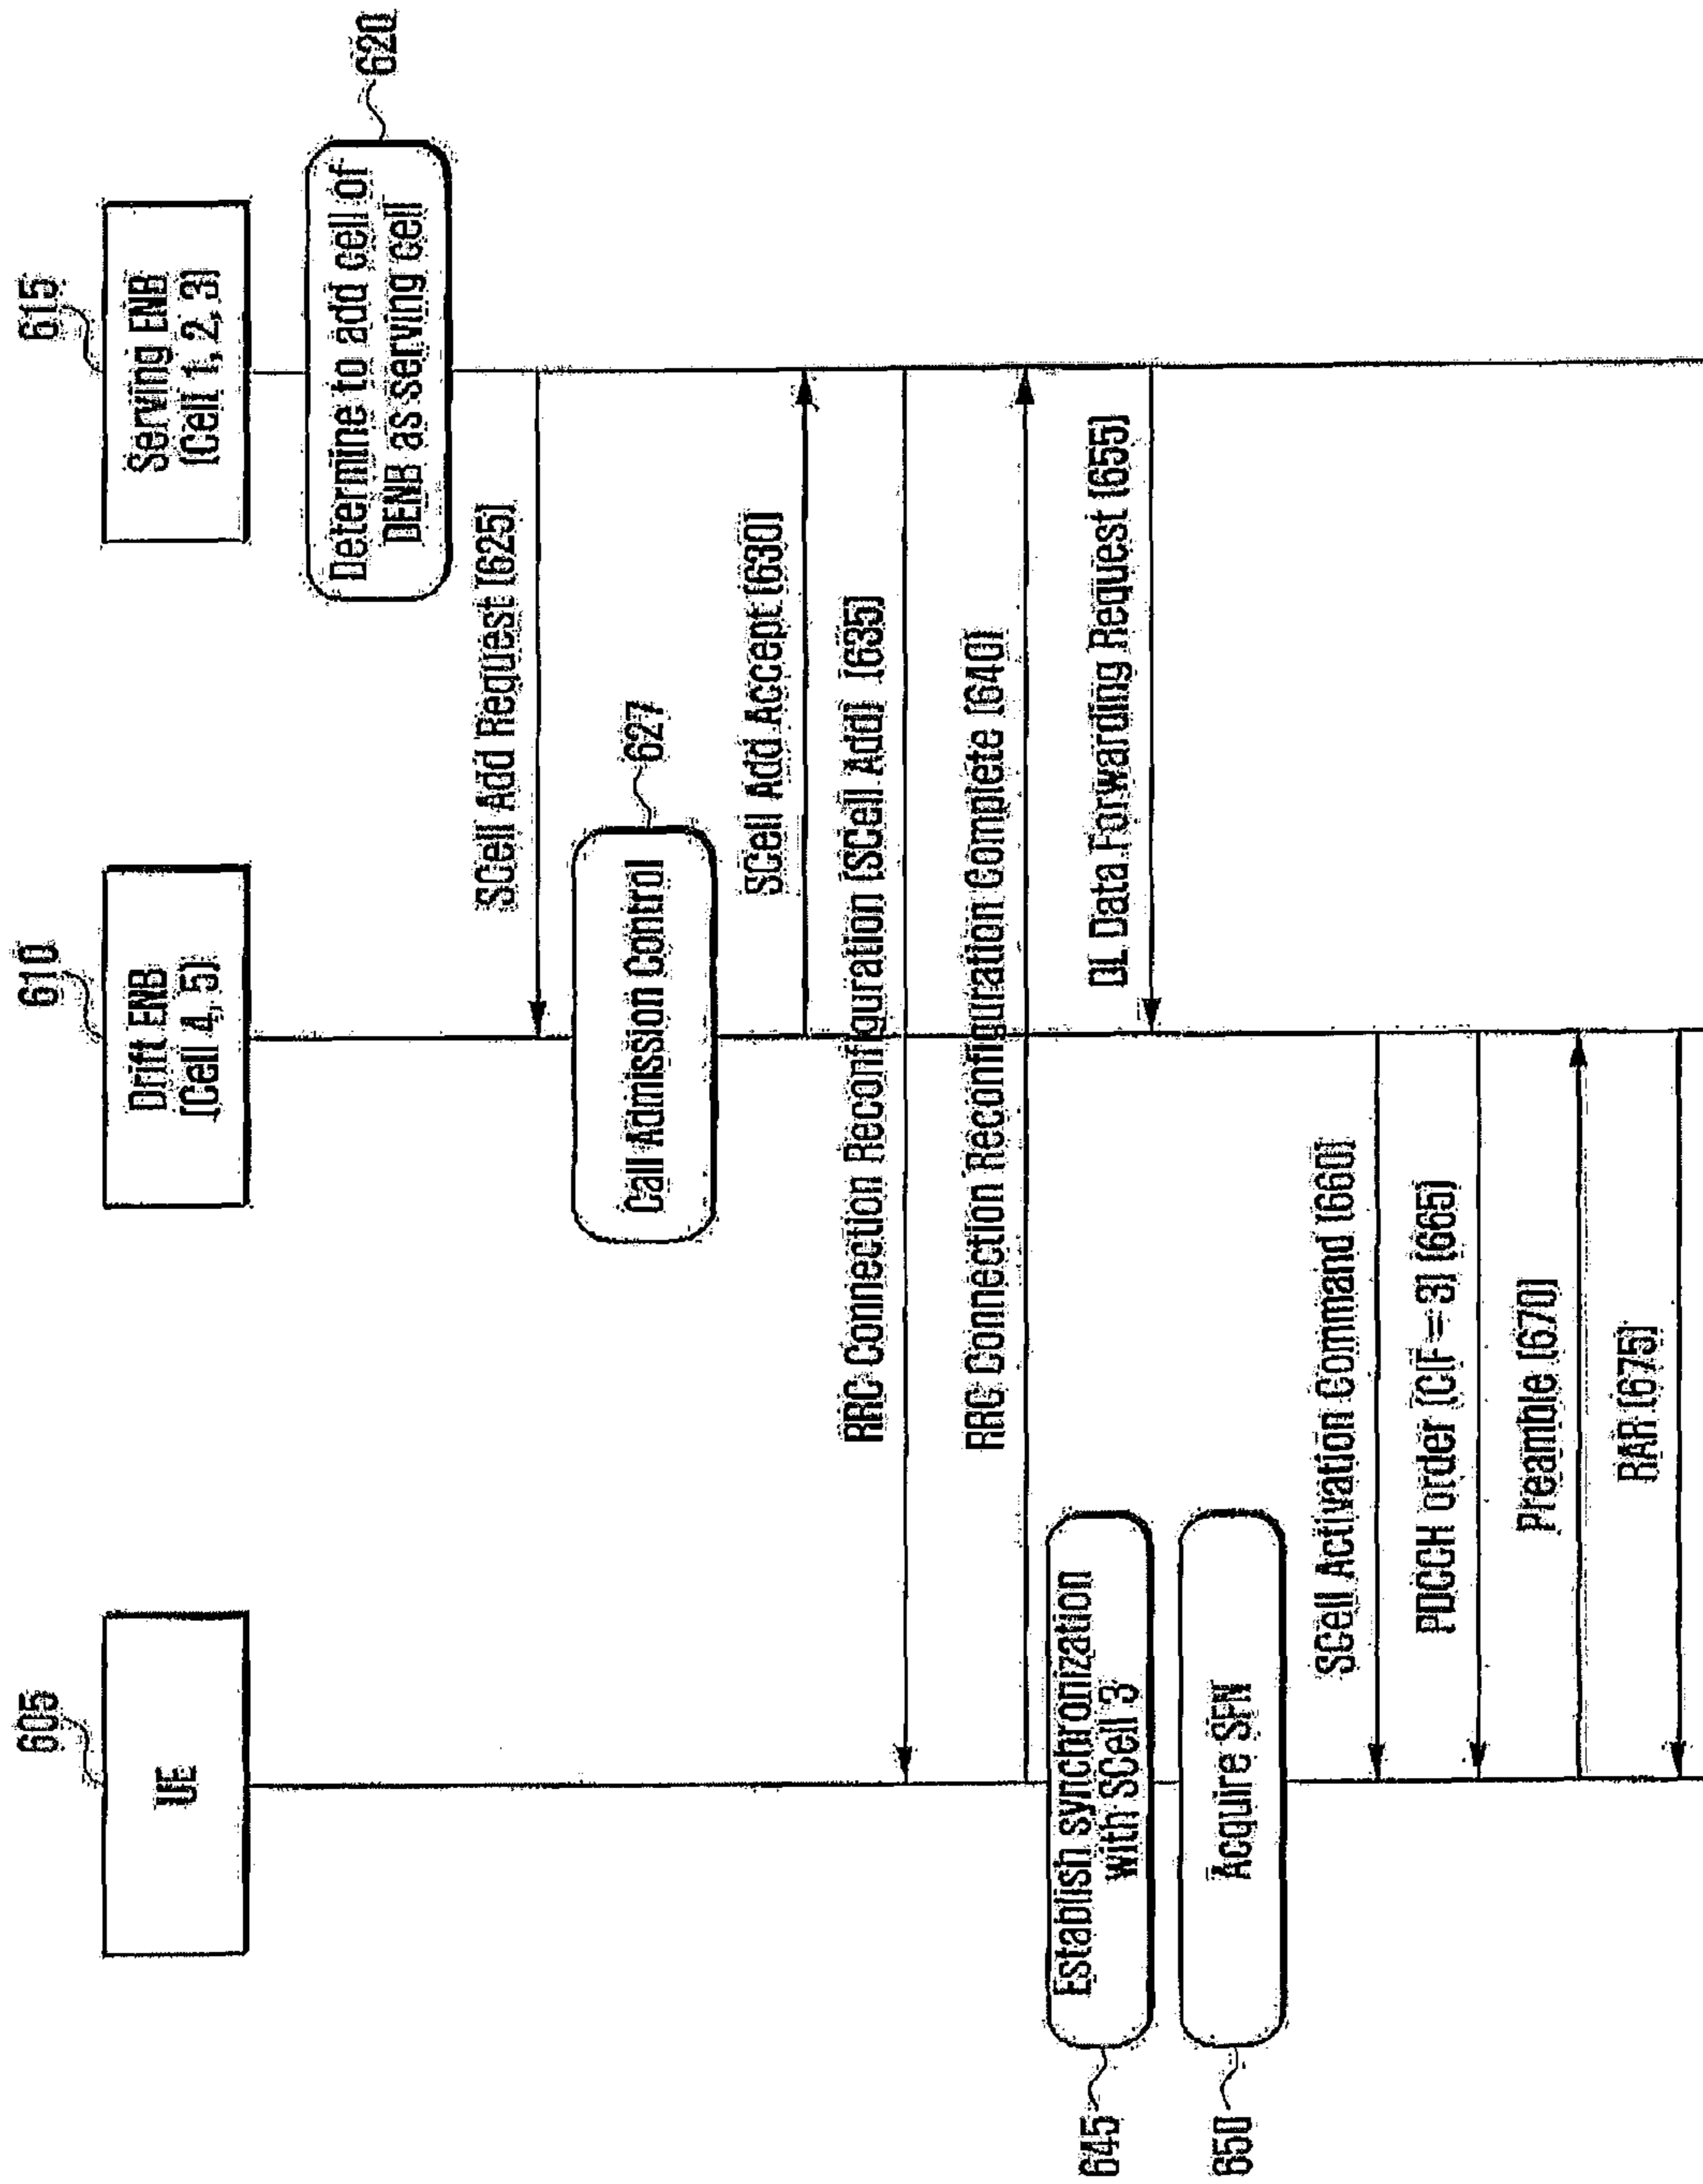 605
610
615
UE
Drift ENB
(Cell 4, 5)
Serving ENB
(Cell 1, 2, 3)
Determine to add cell of
DENB as serving cell
620
SCell Add Request (625)
Call Admission Control
627
SCell Add Accept (630)
RRC Connection Reconfiguration (SCell Add) (635)
RRC Connection Reconfiguration Complete (640)
645
Establish synchronization
with SCell 3
DL Data Forwarding Request (655)
650
Acquire SFN
SCell Activation Command (660)
PDCCH order (CIF = 3) (665)
Preamble (670)
RAR (675)